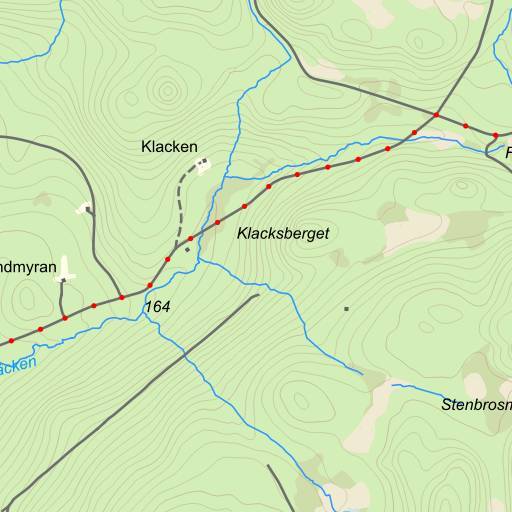 Klacken
Klacksberget
ndmyran
164
acken
Stenbrosm
F